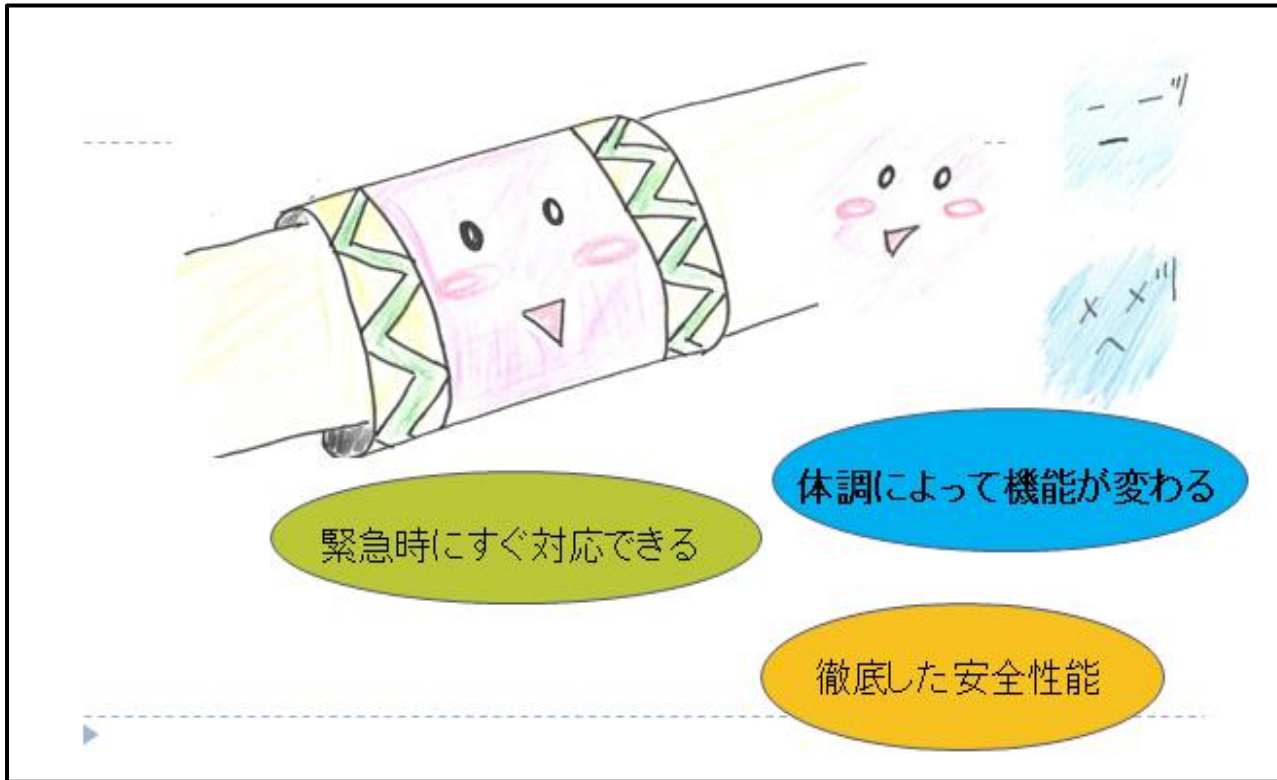 体調によって機能が変わる
緊急時にすぐ対応できる
徹底した安全性能